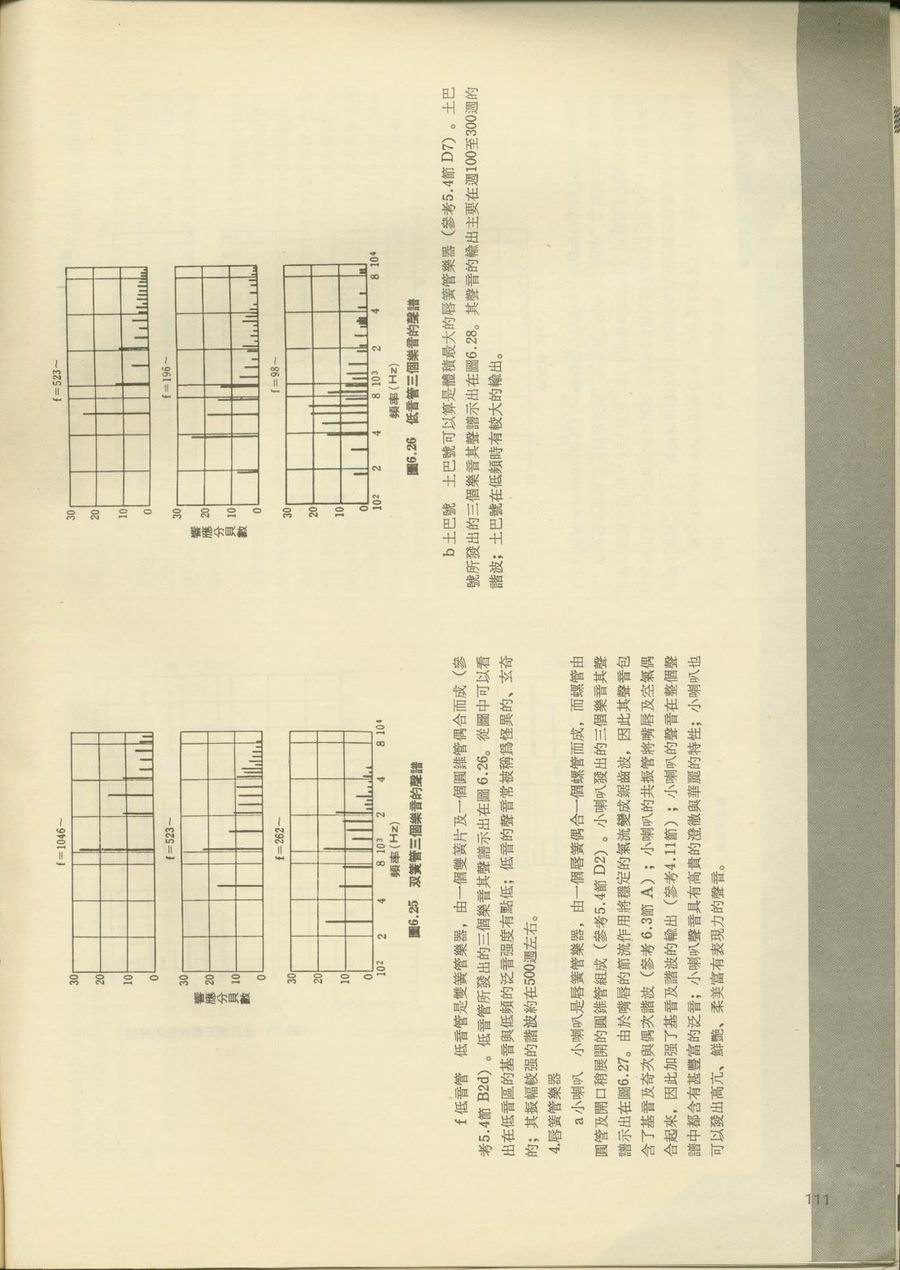 f=1046～
30
20
10
0
f=523～
30
20
10
0
響應分貝數
f=262～
30
20
10
0
10² 2 4 8 10³ 2 4 8 10⁴
頻率(Hz)
圖6.25 双簧管三個樂音的聲譜
f 低音管 低音管是雙簧管樂器，由一個雙簧片及一個圓錐管偶合而成（參
考5.4節 B2d）。低音管所發出的三個樂音其聲譜示出在圖 6.26。從圖中可以看
出在低音區的基音與低頻的泛音强度有點低；低音的聲音常被稱爲怪異的、玄奇
的；其振幅較强的諧波約在500週左右。
4.唇簧管樂器
a 小喇叭 小喇叭是唇簧管樂器，由一個唇簧偶合一個螺管而成，而螺管由
圓管及開口稍展開的圓錐管組成（參考5.4節 D2）。小喇叭發出的三個樂音其聲
譜示出在圖6.27。由於嘴唇的節流作用將穩定的氣流變成鋸齒波，因此其聲音包
含了基音及奇次與偶次諧波（參考 6.3節 A）；小喇叭的共振管將嘴唇及空氣偶
合起來，因此加强了基音及諧波的輸出（參考4.11節）；小喇叭的聲音在整個聲
譜中都含有甚豐富的泛音；小喇叭聲音具有高貴的澄徹與華麗的特性；小喇叭也
可以發出高亢、鮮艷、柔美富有表現力的聲音。
f=523～
30
20
10
0
f=196～
30
20
10
0
響應分貝數
f=98～
30
20
10
0
10² 2 4 8 10³ 2 4 8 10⁴
頻率(Hz)
圖6.26 低音管三個樂音的聲譜
b 土巴號 土巴號可以算是體積最大的唇簧管樂器（參考5.4節 D7）。土巴
號所發出的三個樂音其聲譜示出在圖6.28。其聲音的輸出主要在週100至300週的
諧波；土巴號在低頻時有較大的輸出。
111